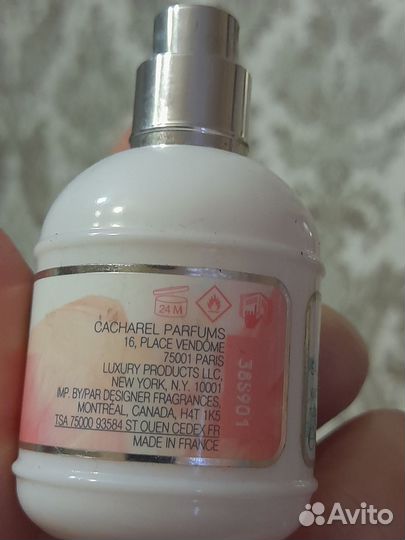 24 M
CACHAREL PARFUMS
16, PLACE VENDÔME
75001 PARIS
LUXURY PRODUCTS LLC,
NEW YORK, N.Y. 10001
IMP. BY/PAR DESIGNER FRAGRANCES,
MONTRÉAL, CANADA, H4T 1K5
TSA 75000 93584 ST OUEN CEDEX.FR
MADE IN FRANCE
38S901
Avito